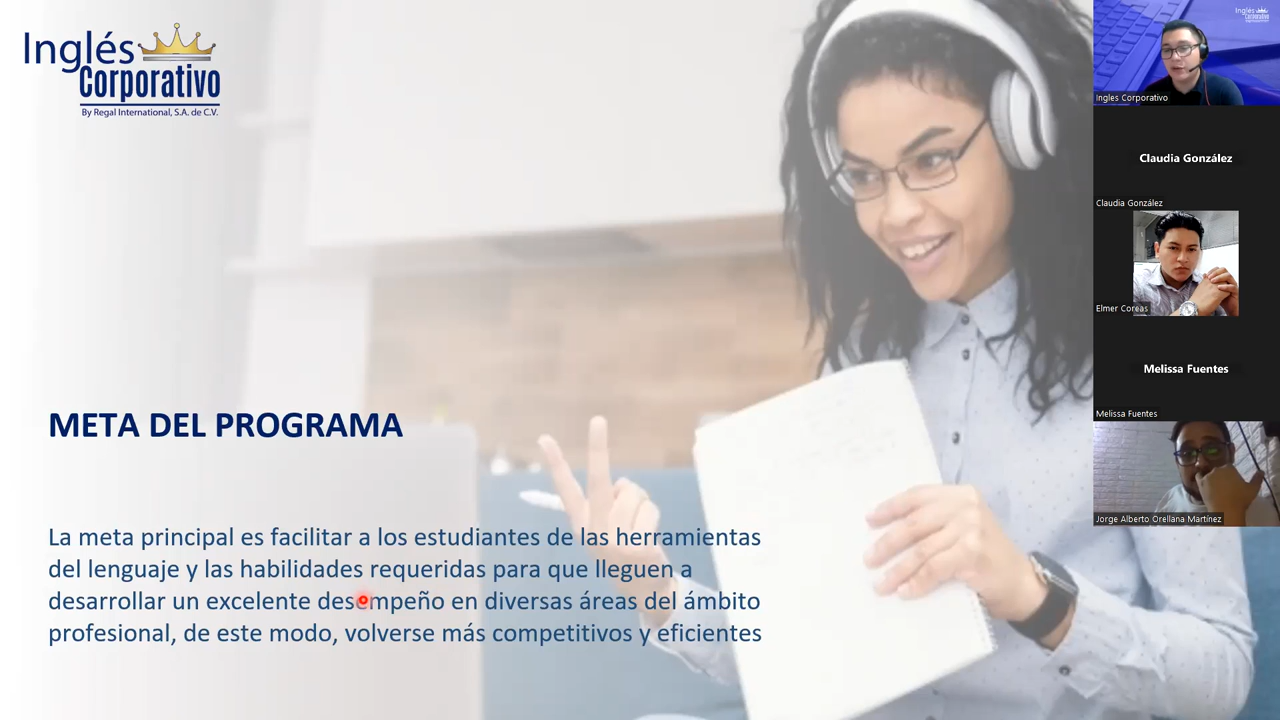 Inglés
Corporativo
By Regal International, S.A. de C.V.
META DEL PROGRAMA
La meta principal es facilitar a los estudiantes de las herramientas
del lenguaje y las habilidades requeridas para que lleguen a
desarrollar un excelente desempeño en diversas áreas del ámbito
profesional, de este modo, volverse más competitivos y eficientes
Inglés
Corporativo
Ingles Corporativo
Claudia González
Claudia González
Elmer Coreas
Melissa Fuentes
Melissa Fuentes
Jorge Alberto Orellana Martínez